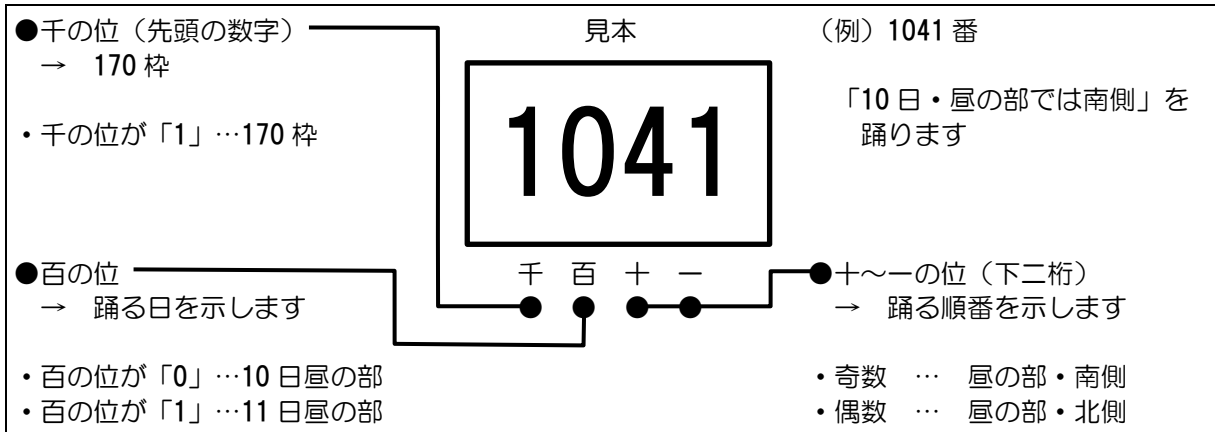 ●千の位（先頭の数字）
→ 170 枠
・千の位が「1」…170 枠
見本
1041
千 百 十 一
（例）1041 番
「10 日・昼の部では南側」を
踊ります
●百の位
→ 踊る日を示します
・百の位が「0」…10 日昼の部
・百の位が「1」…11 日昼の部
●十～一の位（下二桁）
→ 踊る順番を示します
・奇数 … 昼の部・南側
・偶数 … 昼の部・北側